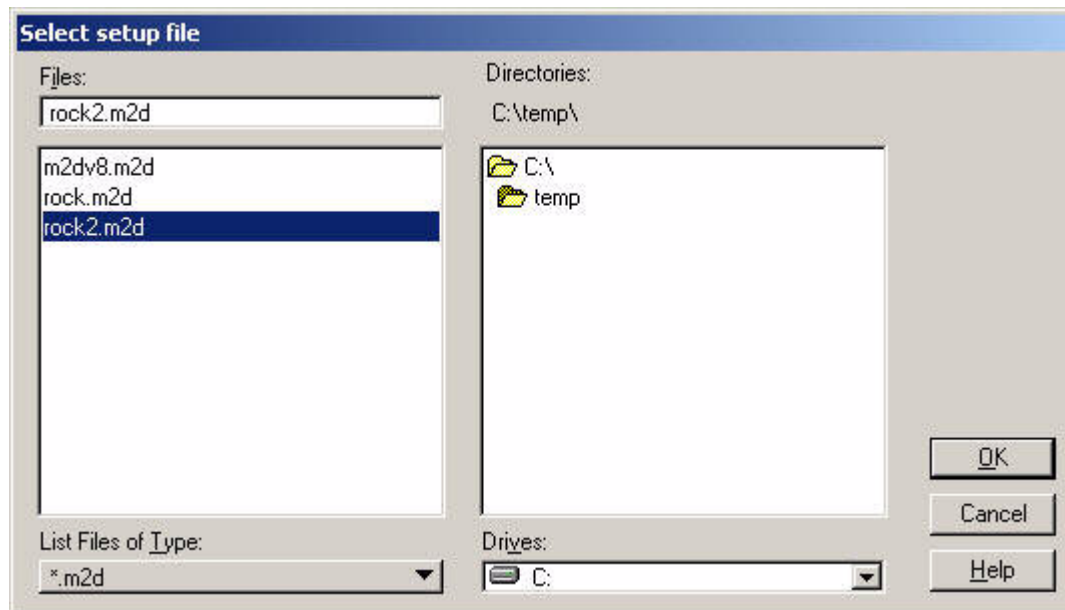 Select setup file
Files:
rock2.m2d
m2dv8.m2d
rock.m2d
rock2.m2d
List Files of Type:
*.m2d
Directories:
C:\temp\
C:\
temp
Drives:
C:
OK
Cancel
Help